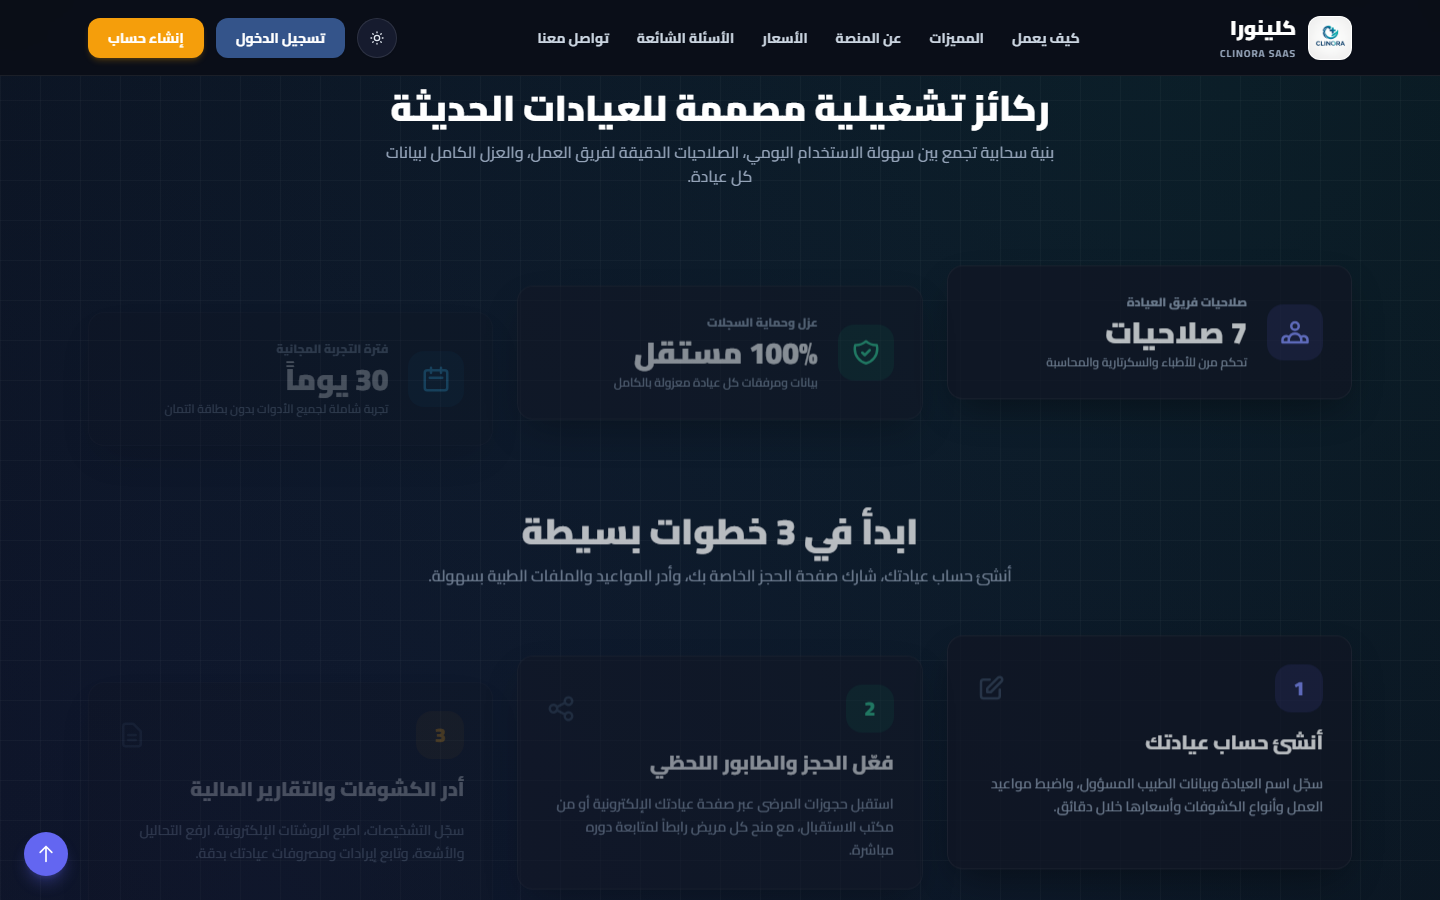 كلينورا
CLINORA SAAS
CLINORA
كيف يعمل
المميزات
عن المنصة
الأسعار
الأسئلة الشائعة
تواصل معنا
تسجيل الدخول
إنشاء حساب
ركائز تشغيلية مصممة للعيادات الحديثة
بنية سحابية تجمع بين سهولة الاستخدام اليومي، الصلاحيات الدقيقة لفريق العمل، والعزل الكامل لبيانات
كل عيادة.
صلاحيات فريق العيادة
7 صلاحيات
تحكم مرن للأطباء والسكرتارية والمحاسبة
عزل وحماية السجلات
100% مستقل
بيانات ومرفقات كل عيادة معزولة بالكامل
فترة التجربة المجانية
30 يوماً
تجربة شاملة لجميع الأدوات بدون بطاقة ائتمان
ابدأ في 3 خطوات بسيطة
أنشئ حساب عيادتك، شارك صفحة الحجز الخاصة بك، وأدر المواعيد والملفات الطبية بسهولة.
1
أنشئ حساب عيادتك
سجّل اسم العيادة وبيانات الطبيب المسؤول، واضبط مواعيد
العمل وأنواع الكشوفات وأسعارها خلال دقائق.
2
فعّل الحجز والطابور اللحظي
استقبل حجوزات المرضى عبر صفحة عيادتك الإلكترونية أو من
مكتب الاستقبال، مع منح كل مريض رابطاً لمتابعة دوره
مباشرة.
3
أدر الكشوفات والتقارير المالية
سجّل التشخيصات، اطبع الروشتات الإلكترونية، ارفع التحاليل
والأشعة، وتابع إيرادات ومصروفات عيادتك بدقة.